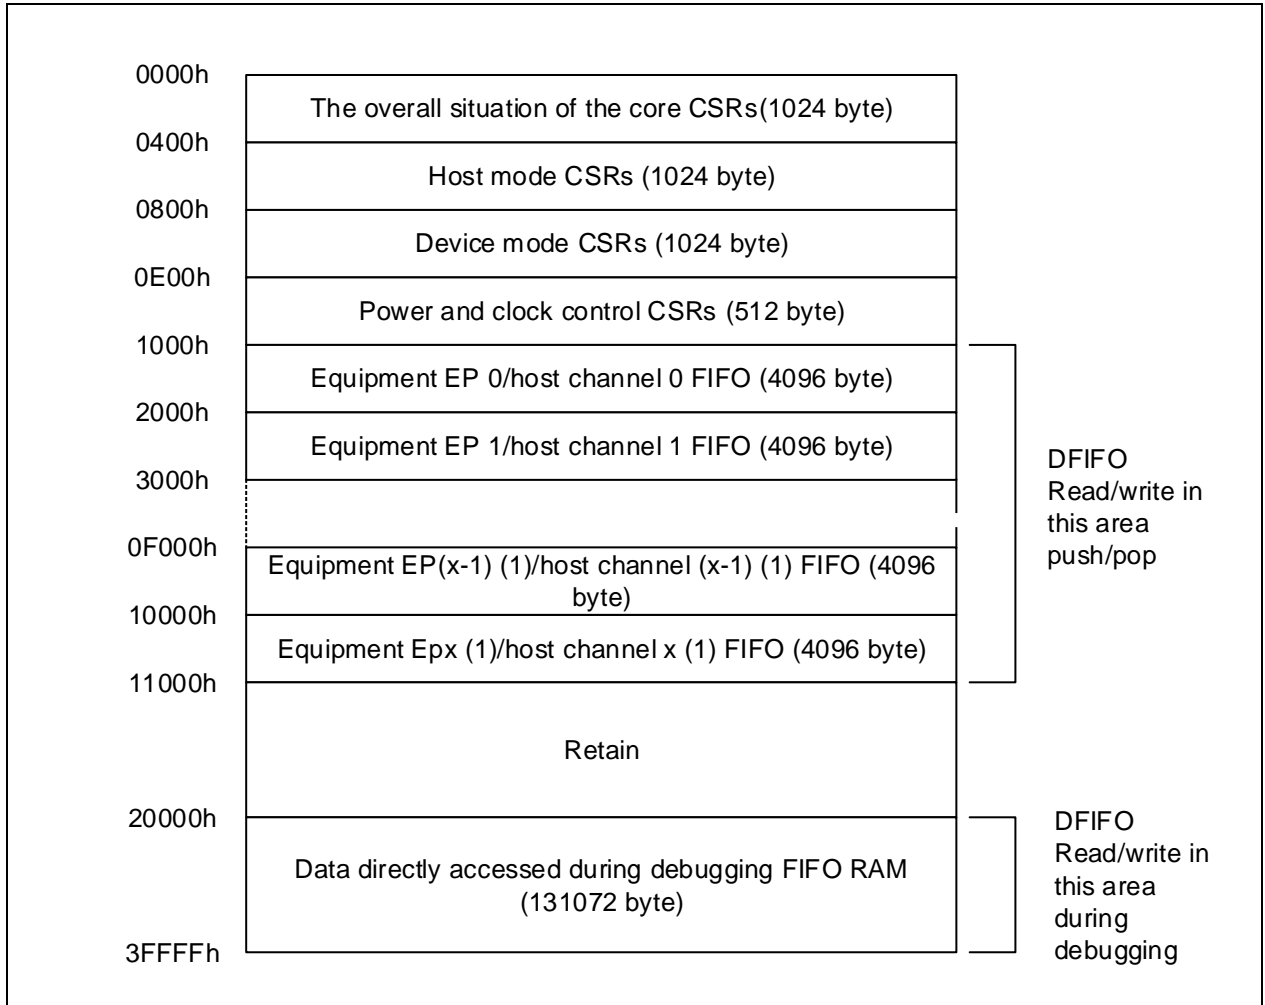 0000h
The overall situation of the core CSRs(1024 byte)
0400h
Host mode CSRs (1024 byte)
0800h
Device mode CSRs (1024 byte)
0E00h
Power and clock control CSRs (512 byte)
1000h
Equipment EP 0/host channel 0 FIFO (4096 byte)
2000h
Equipment EP 1/host channel 1 FIFO (4096 byte)
3000h
DFIFO
Read/write in
this area
push/pop
0F000h
Equipment EP(x-1) (1)/host channel (x-1) (1) FIFO (4096
byte)
10000h
Equipment Epx (1)/host channel x (1) FIFO (4096 byte)
11000h
Retain
20000h
Data directly accessed during debugging FIFO RAM
(131072 byte)
DFIFO
Read/write in
this area
during
debugging
3FFFFh